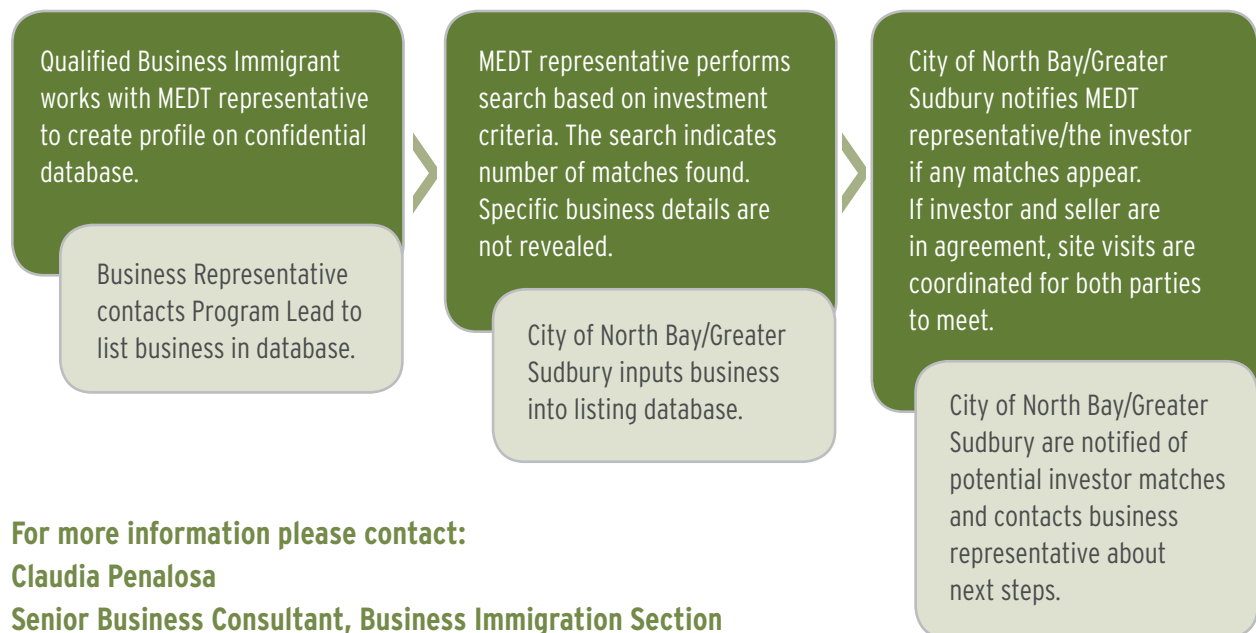 Qualified Business Immigrant
works with MEDT representative
to create profile on confidential
database.
Business Representative
contacts Program Lead to
list business in database.
MEDT representative performs
search based on investment
criteria. The search indicates
number of matches found.
Specific business details are
not revealed.
City of North Bay/Greater
Sudbury inputs business
into listing database.
City of North Bay/Greater
Sudbury notifies MEDT
representative/the investor
if any matches appear.
If investor and seller are
in agreement, site visits are
coordinated for both parties
to meet.
City of North Bay/Greater
Sudbury are notified of
potential investor matches
and contacts business
representative about
next steps.
For more information please contact:
Claudia Penalosa
Senior Business Consultant, Business Immigration Section